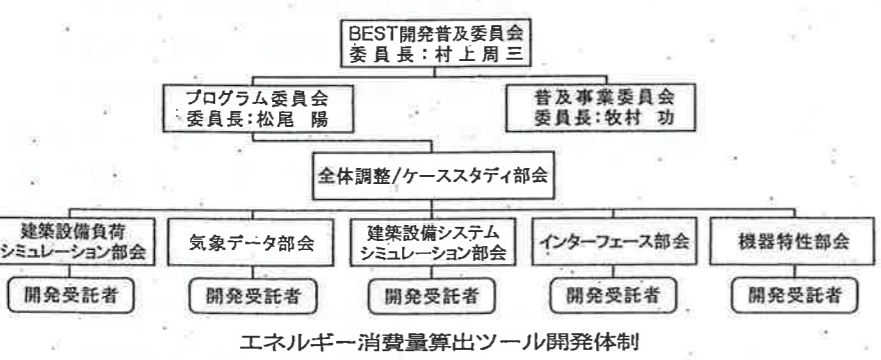 BEST開発普及委員会
委員長:村上周三
プログラム委員会
委員長:松尾 陽
普及事業委員会
委員長:牧村 功
全体調整/ケーススタディ部会
建築設備負荷
シミュレーション部会
気象データ部会
建築設備システム
シミュレーション部会
インターフェース部会
機器特性部会
開発受託者
開発受託者
開発受託者
開発受託者
開発受託者
エネルギー消費量算出ツール開発体制